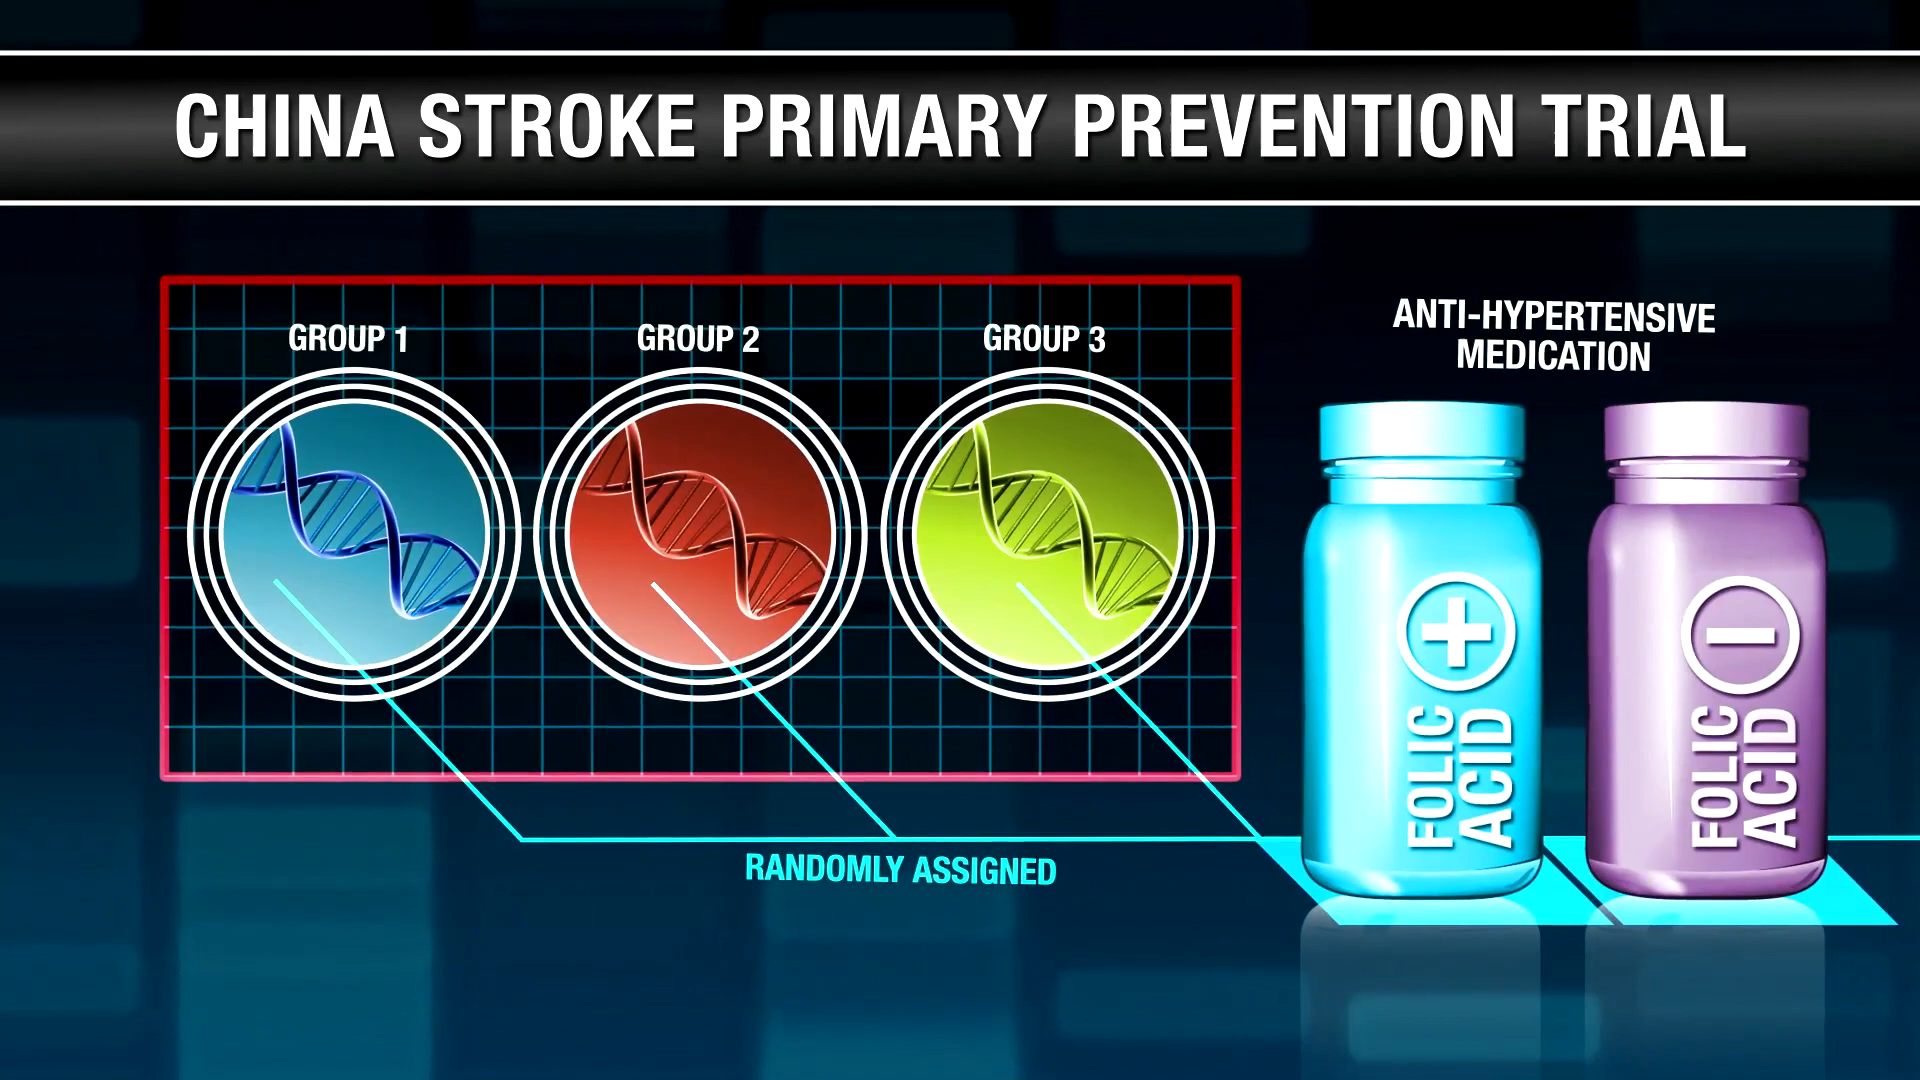 CHINA STROKE PRIMARY PREVENTION TRIAL
GROUP 1
GROUP 2
GROUP 3
ANTI-HYPERTENSIVE
MEDICATION
FOLIC
ACID
FOLIC
ACID
RANDOMLY ASSIGNED